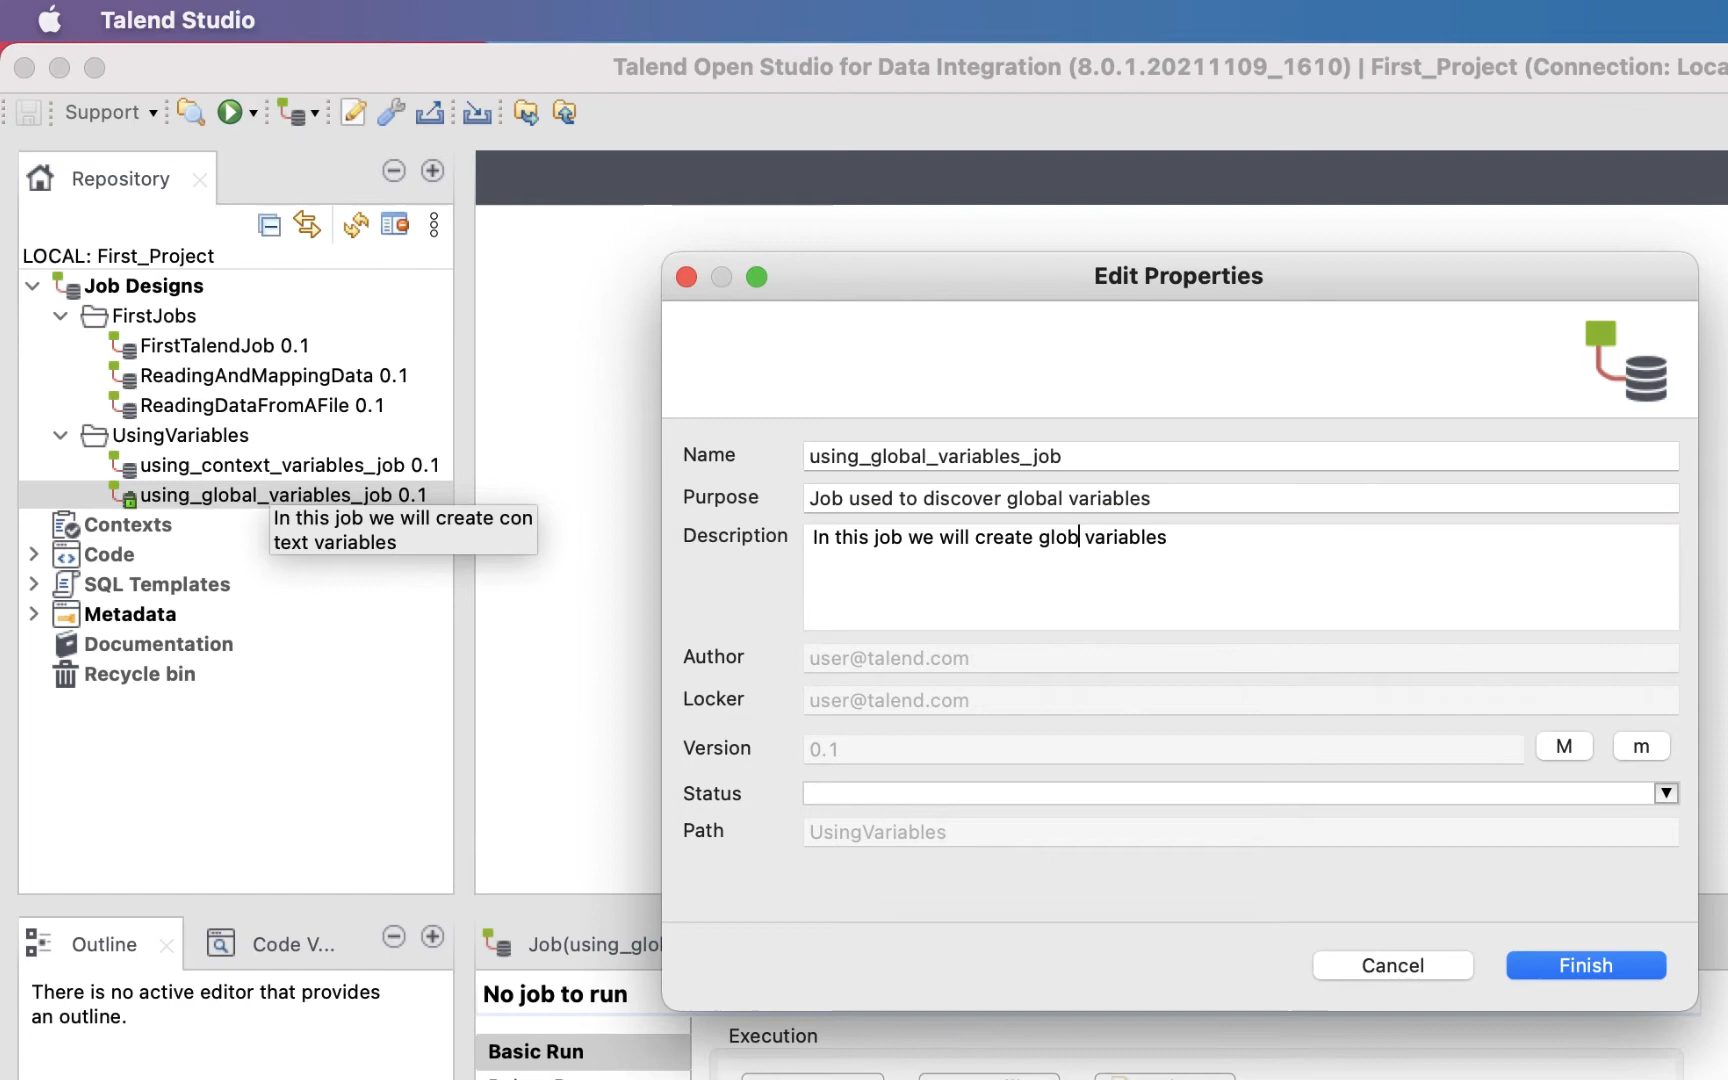 Talend Studio
Talend Open Studio for Data Integration (8.0.1.20211109_1610) | First_Project (Connection: Loca
Support
Repository
LOCAL: First_Project
Job Designs
FirstJobs
FirstTalendJob 0.1
ReadingAndMappingData 0.1
ReadingDataFromAFile 0.1
UsingVariables
using_context_variables_job 0.1
using_global_variables_job 0.1
In this job we will create con
text variables
Contexts
Code
SQL Templates
Metadata
Documentation
Recycle bin
Edit Properties
Name
using_global_variables_job
Purpose
Job used to discover global variables
Description
In this job we will create glob variables
Author
user@talend.com
Locker
user@talend.com
Version
0.1
M
m
Status
Path
UsingVariables
Cancel
Finish
Outline
Code V...
There is no active editor that provides
an outline.
Job(using_glo
No job to run
Basic Run
Execution